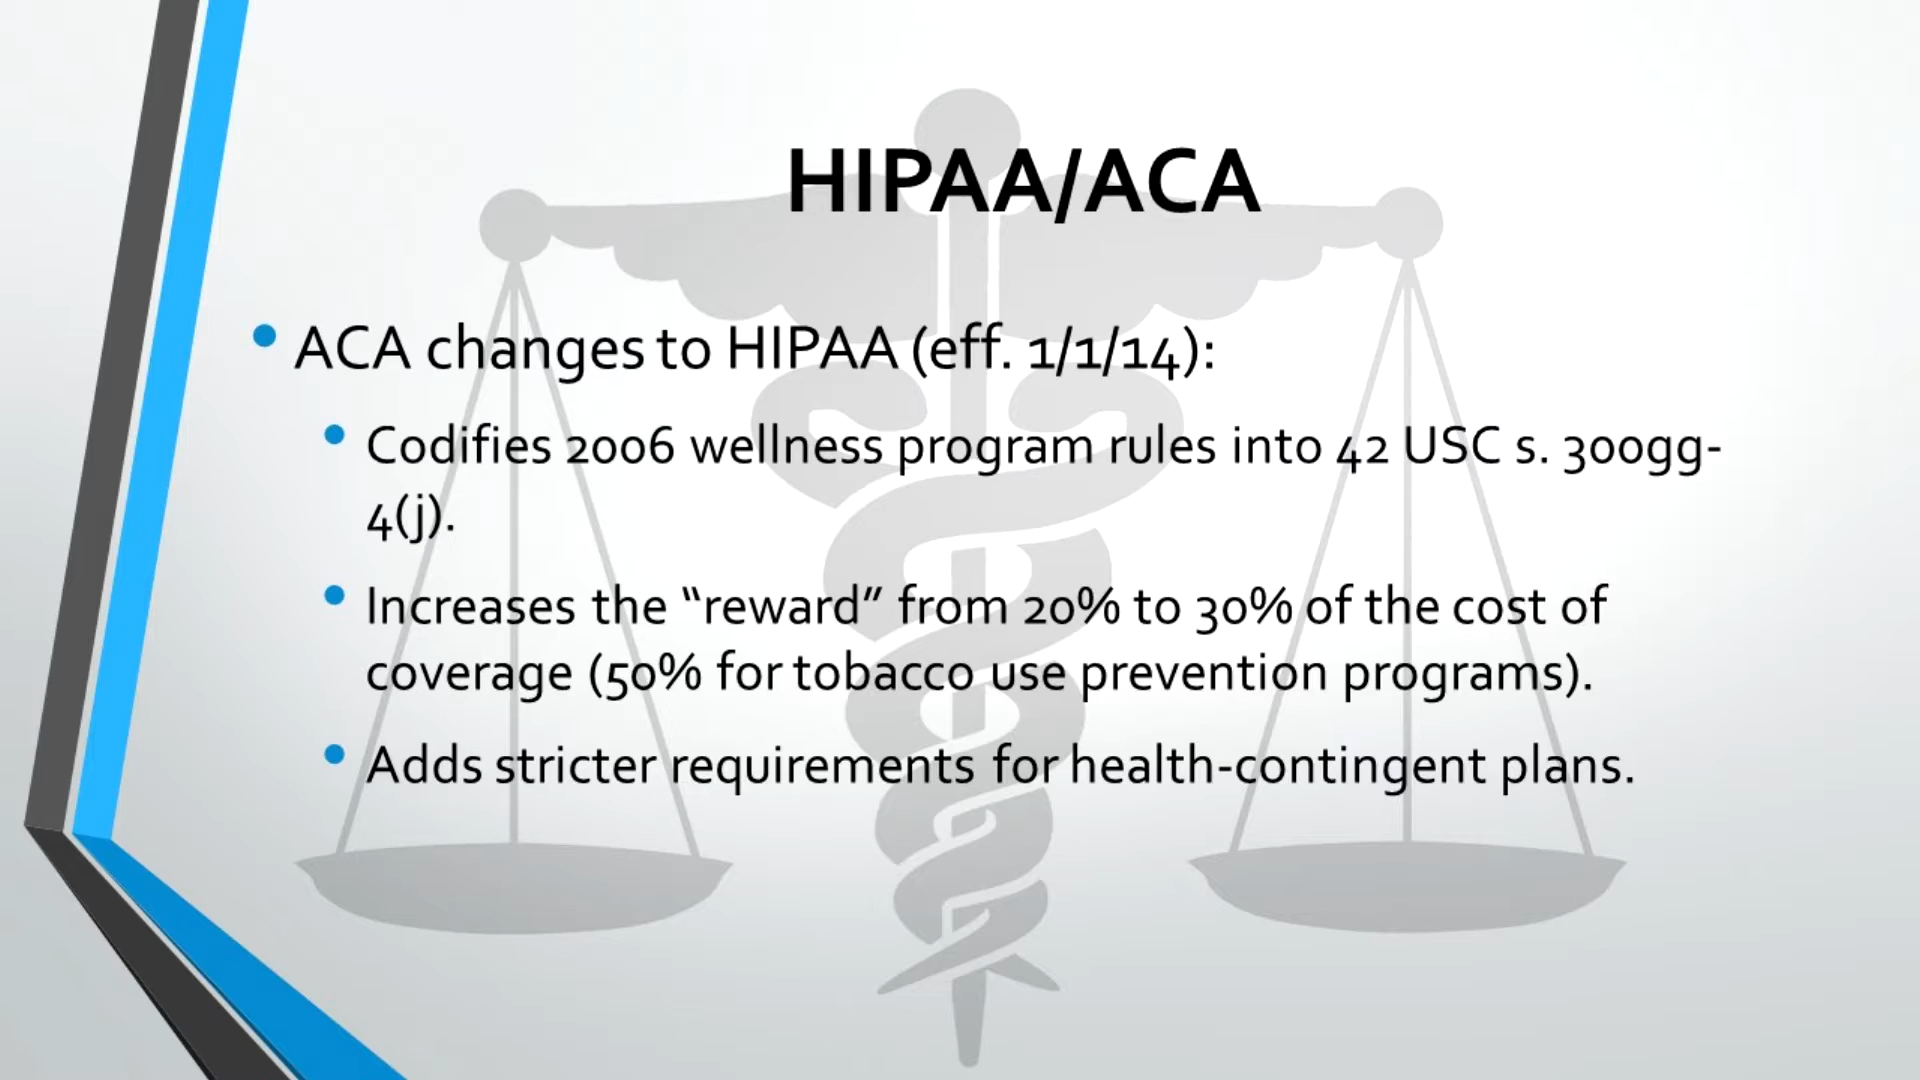 HIPAA/ACA
• ACA changes to HIPAA (eff. 1/1/14):
• Codifies 2006 wellness program rules into 42 USC s. 300gg-
4(j).
• Increases the “reward” from 20% to 30% of the cost of
coverage (50% for tobacco use prevention programs).
• Adds stricter requirements for health-contingent plans.